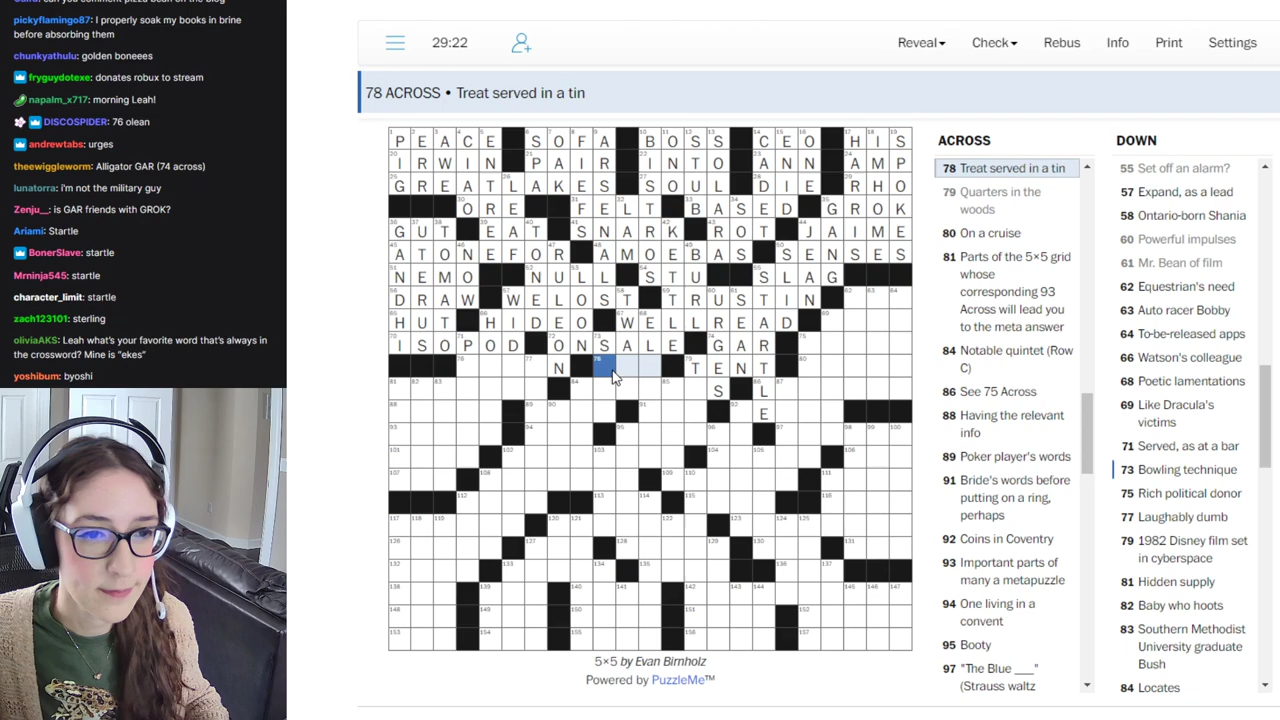 pickyflamingo87: I properly soak my books in brine
before absorbing them
chunkyathulu: golden boneees
fryguydotexe: donates robux to stream
napalm_x717: morning Leah!
DISCOSPIDER: 76 olean
andrewtabs: urges
theewiggleworm: Alligator GAR (74 across)
lunatorra: i'm not the military guy
Zenju__: is GAR friends with GROK?
Ariami: Startle
BonerSlave: startle
Mrninja545: startle
character_limit: startle
zach123101: sterling
oliviaAKS: Leah what's your favorite word that's always in
the crossword? Mine is "ekes"
yoshibum: byoshi
29:22
Reveal
Check
Rebus
Info
Print
Settings
78 ACROSS • Treat served in a tin
PEACE SOFA BOSS CEO HIS
IRWIN PAIR INTO ANN AMP
GREATLAKES SOUL DIE RHO
ORE FELT BASED GROK
GUT EAT SNARK ROT JAIME
ATONEFOR AMOEBAS SENSES
NEMO NULL STU SLAG
DRAW WELOST TRUSTIN
HUT HIDEO WELLREAD
ISOPOD ONSALE GAR
N TENT
S L
E
5×5 by Evan Birnholz
Powered by PuzzleMe™
ACROSS
78 Treat served in a tin
79 Quarters in the
woods
80 On a cruise
81 Parts of the 5×5 grid
whose
corresponding 93
Across will lead you
to the meta answer
84 Notable quintet (Row
C)
86 See 75 Across
88 Having the relevant
info
89 Poker player's words
91 Bride's words before
putting on a ring,
perhaps
92 Coins in Coventry
93 Important parts of
many a metapuzzle
94 One living in a
convent
95 Booty
97 "The Blue ___"
(Strauss waltz
DOWN
55 Set off an alarm?
57 Expand, as a lead
58 Ontario-born Shania
60 Powerful impulses
61 Mr. Bean of film
62 Equestrian's need
63 Auto racer Bobby
64 To-be-released apps
66 Watson's colleague
68 Poetic lamentations
69 Like Dracula's
victims
71 Served, as at a bar
73 Bowling technique
75 Rich political donor
77 Laughably dumb
79 1982 Disney film set
in cyberspace
81 Hidden supply
82 Baby who hoots
83 Southern Methodist
University graduate
Bush
84 Locates